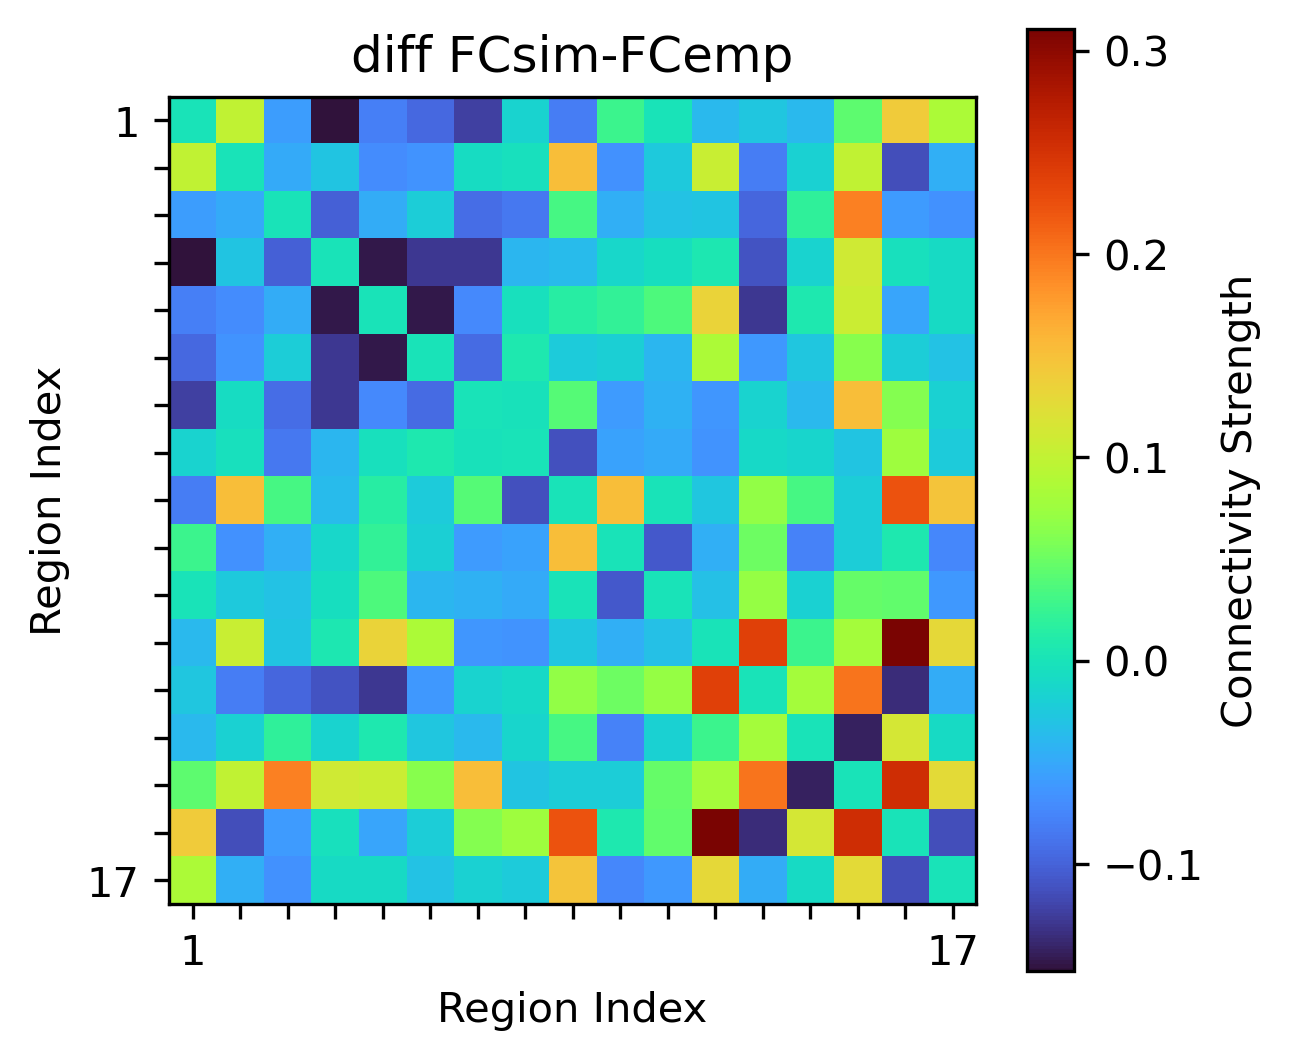 diff FCsim-FCemp
1
17
Region Index
1
17
Region Index
0.3
0.2
0.1
0.0
−0.1
Connectivity Strength